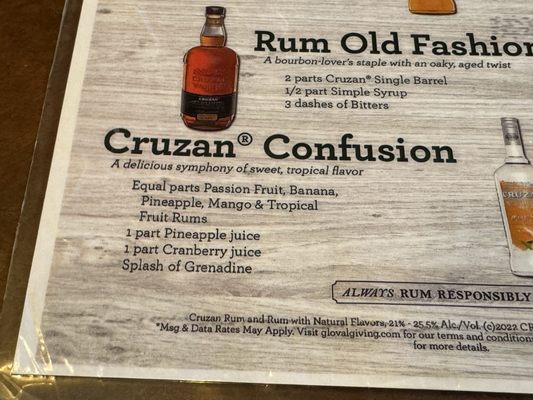 Rum Old Fashion
A bourbon-lover's staple with an oaky, aged twist
2 parts Cruzan® Single Barrel
1/2 part Simple Syrup
3 dashes of Bitters
CRUZAN
Cruzan® Confusion
A delicious symphony of sweet, tropical flavor
Equal parts Passion Fruit, Banana,
Pineapple, Mango & Tropical
Fruit Rums
1 part Pineapple juice
1 part Cranberry juice
Splash of Grenadine
CRUZAN
ALWAYS RUM RESPONSIBLY
Cruzan Rum and Rum with Natural Flavors, 21% - 25.5% Alc./Vol. (c)2022 CR
*Msg & Data Rates May Apply. Visit glovalgiving.com for our terms and condition
for more details.